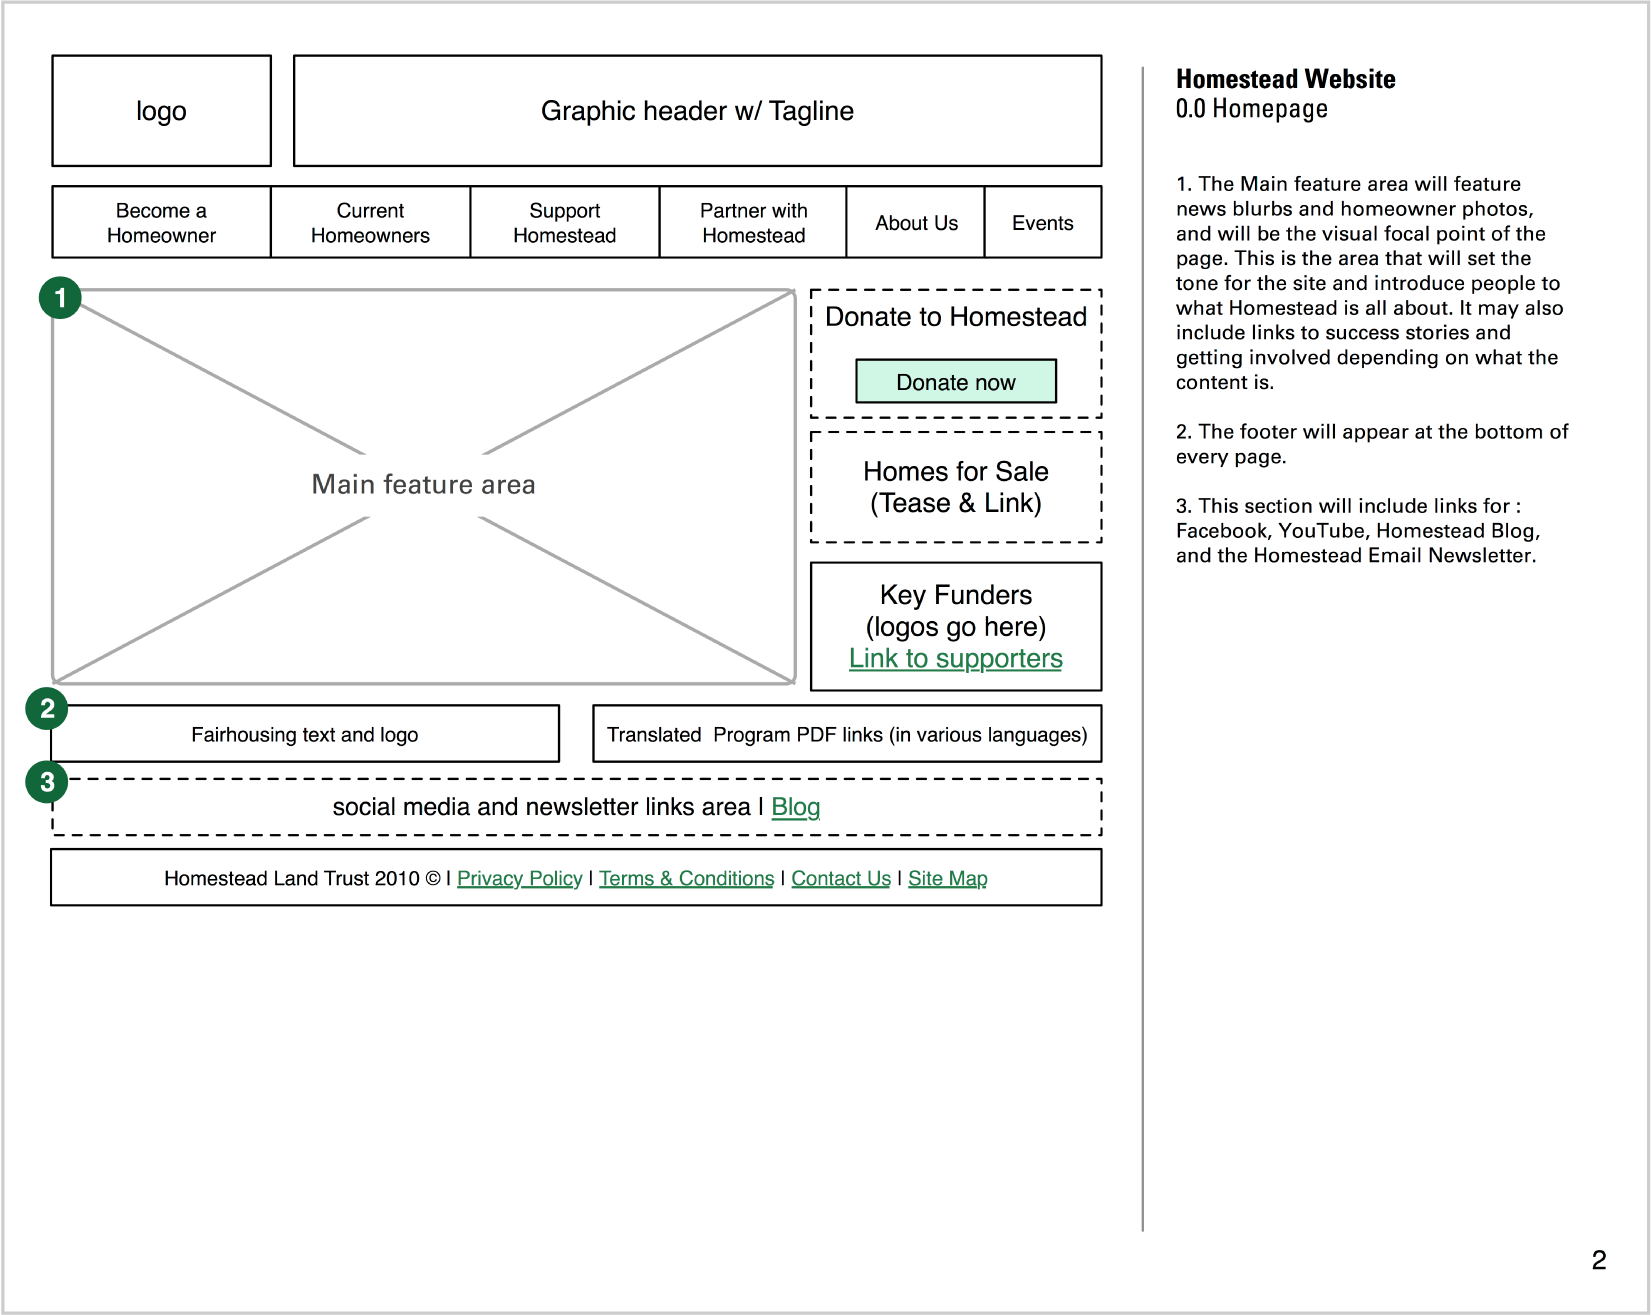 logo
Graphic header w/ Tagline
Become a
Homeowner
Current
Homeowners
Support
Homestead
Partner with
Homestead
About Us
Events
1
Main feature area
Donate to Homestead
Donate now
Homes for Sale
(Tease & Link)
Key Funders
(logos go here)
Link to supporters
2
Fairhousing text and logo
Translated  Program PDF links (in various languages)
3
social media and newsletter links area | Blog
Homestead Land Trust 2010 © | Privacy Policy | Terms & Conditions | Contact Us | Site Map
Homestead Website
0.0 Homepage
1. The Main feature area will feature
news blurbs and homeowner photos,
and will be the visual focal point of the
page. This is the area that will set the
tone for the site and introduce people to
what Homestead is all about. It may also
include links to success stories and
getting involved depending on what the
content is.
2. The footer will appear at the bottom of
every page.
3. This section will include links for :
Facebook, YouTube, Homestead Blog,
and the Homestead Email Newsletter.
2